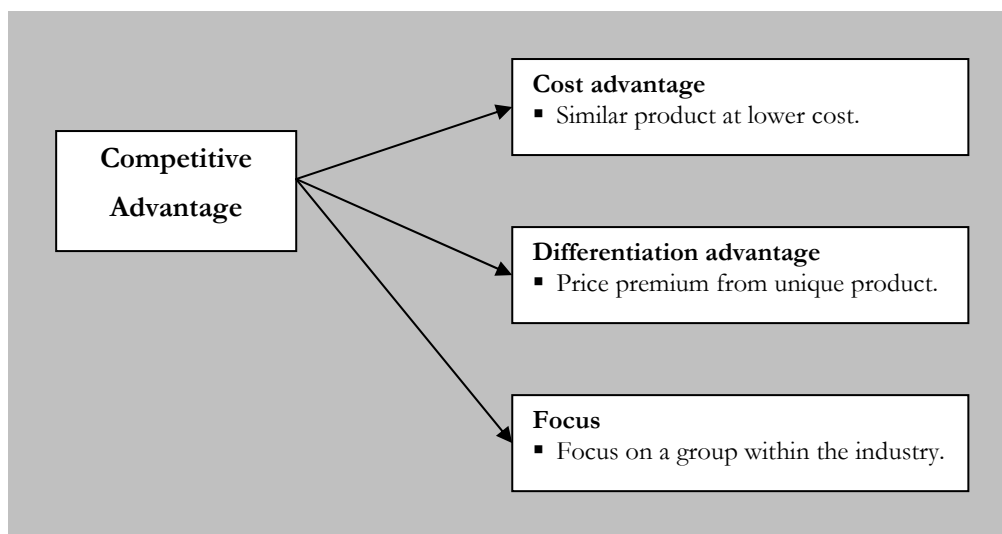 Competitive
Advantage
Cost advantage
▪ Similar product at lower cost.
Differentiation advantage
▪ Price premium from unique product.
Focus
▪ Focus on a group within the industry.